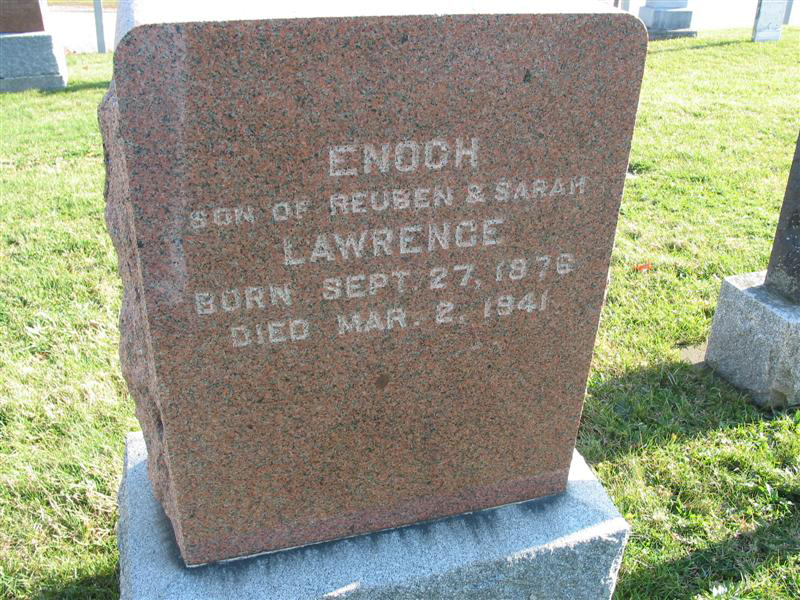 ENOCH
SON OF REUBEN & SARAH
LAWRENCE
BORN SEPT. 27, 1876
DIED MAR. 2, 1941